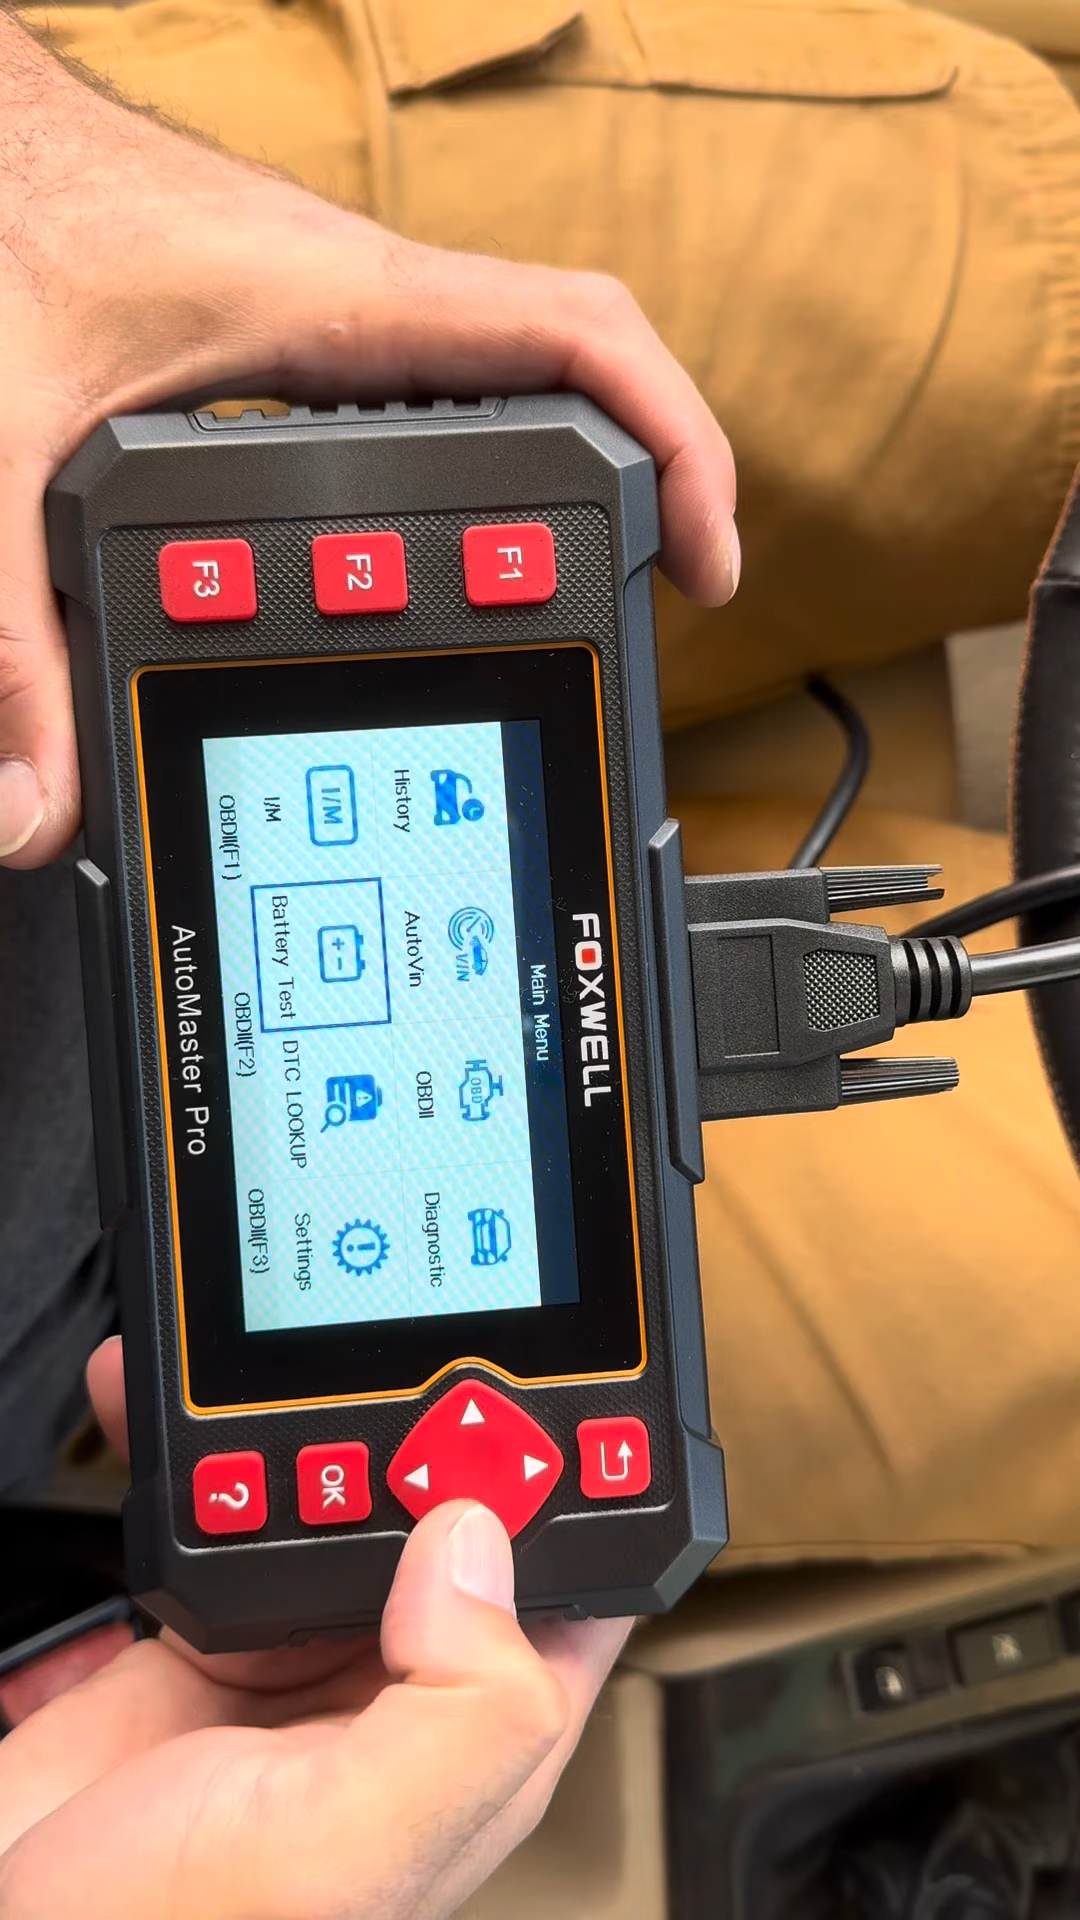 FOXWELL
Main Menu
VIN
OBD
History
AutoVin
OBDII
Diagnostic
I/M
+ -
I/M
Battery Test
DTC LOOKUP
Settings
OBDII(F1)
OBDII(F2)
OBDII(F3)
AutoMaster Pro
F1
F2
F3
OK
?